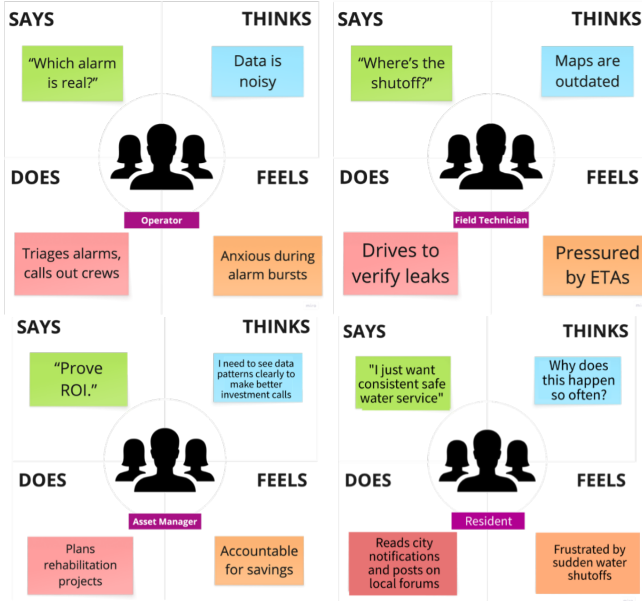 SAYS
THINKS
“Which alarm
is real?”
Data is
noisy
DOES
FEELS
Operator
Triages alarms,
calls out crews
Anxious during
alarm bursts
SAYS
THINKS
“Where’s the
shutoff?”
Maps are
outdated
DOES
FEELS
Field Technician
Drives to
verify leaks
Pressured
by ETAs
SAYS
THINKS
“Prove
ROI.”
I need to see data
patterns clearly to
make better
investment calls
DOES
FEELS
Asset Manager
Plans
rehabilitation
projects
Accountable
for savings
SAYS
THINKS
"I just want
consistent safe
water service"
Why does
this happen
so often?
DOES
FEELS
Resident
Reads city
notifications
and posts on
local forums
Frustrated by
sudden water
shutoffs